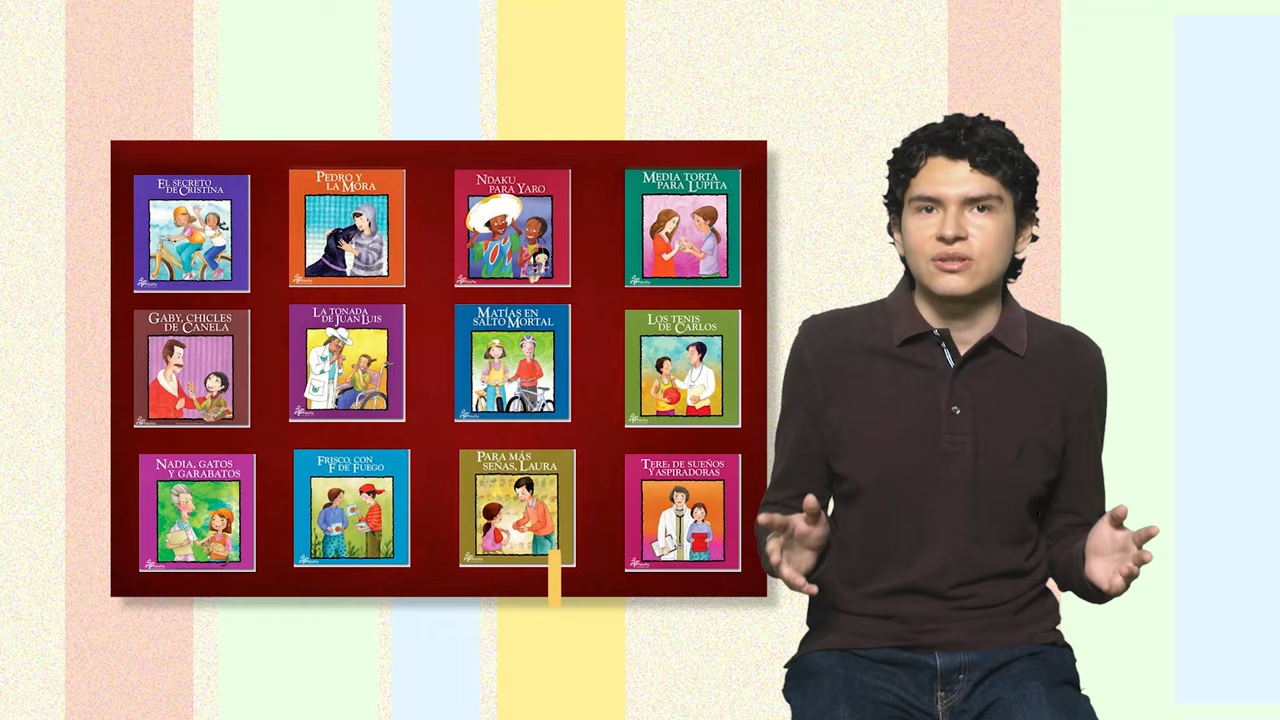 EL SECRETO
DE CRISTINA
PEDRO Y
LA MORA
NDAKU
PARA YARO
MEDIA TORTA
PARA LUPITA
GABY, CHICLES
DE CANELA
LA TONADA
DE JUAN LUIS
MATÍAS EN
SALTO MORTAL
LOS TENIS
DE CARLOS
NADIA, GATOS
Y GARABATOS
FRISCO, CON
F DE FUEGO
PARA MÁS
SEÑAS, LAURA
TERE: DE SUEÑOS
Y ASPIRADORAS